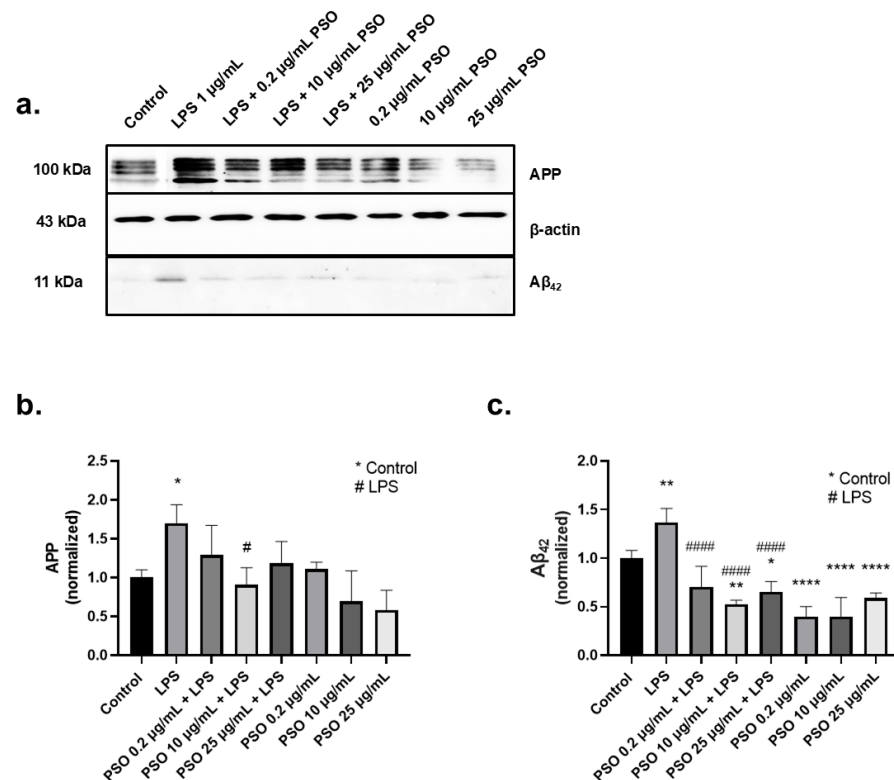 a.
Control
LPS 1 µg/mL
LPS + 0.2 µg/mL PSO
LPS + 10 µg/mL PSO
LPS + 25 µg/mL PSO
0.2 µg/mL PSO
10 µg/mL PSO
25 µg/mL PSO
100 kDa
APP
43 kDa
β-actin
11 kDa
Aβ₄₂
b.
APP
(normalized)
2.5
2.0
1.5
1.0
0.5
0.0
* Control
# LPS
*
#
Control
LPS
PSO 0.2 µg/mL + LPS
PSO 10 µg/mL + LPS
PSO 25 µg/mL + LPS
PSO 0.2 µg/mL
PSO 10 µg/mL
PSO 25 µg/mL
c.
Aβ₄₂
(normalized)
2.0
1.5
1.0
0.5
0.0
* Control
# LPS
**
####
####
**
####
*
****
****
****
Control
LPS
PSO 0.2 µg/mL + LPS
PSO 10 µg/mL + LPS
PSO 25 µg/mL + LPS
PSO 0.2 µg/mL
PSO 10 µg/mL
PSO 25 µg/mL